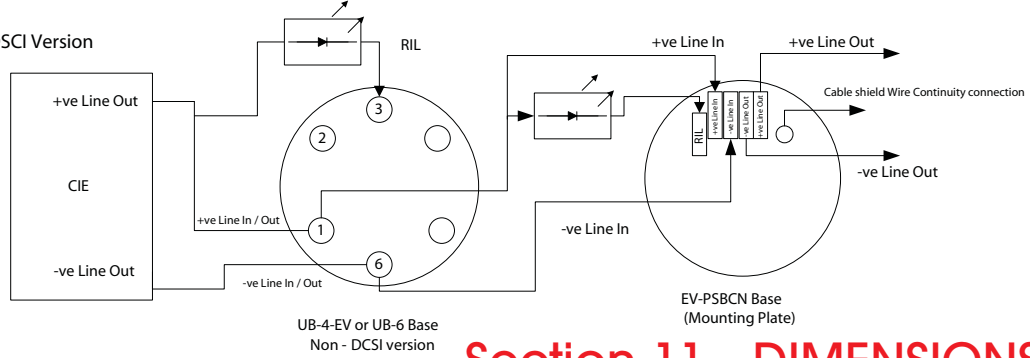 SCI Version
RIL
+ve Line In
+ve Line Out
+ve Line Out
3
Cable shield Wire Continuity connection
+ve Line In
-ve Line In
-ve Line Out
+ve Line Out
RIL
2
CIE
-ve Line Out
+ve Line In / Out
1
-ve Line In
-ve Line Out
6
-ve Line In / Out
EV-PSBCN Base
(Mounting Plate)
UB-4-EV or UB-6 Base
Non - DCSI version
Section 11 DIMENSIONS